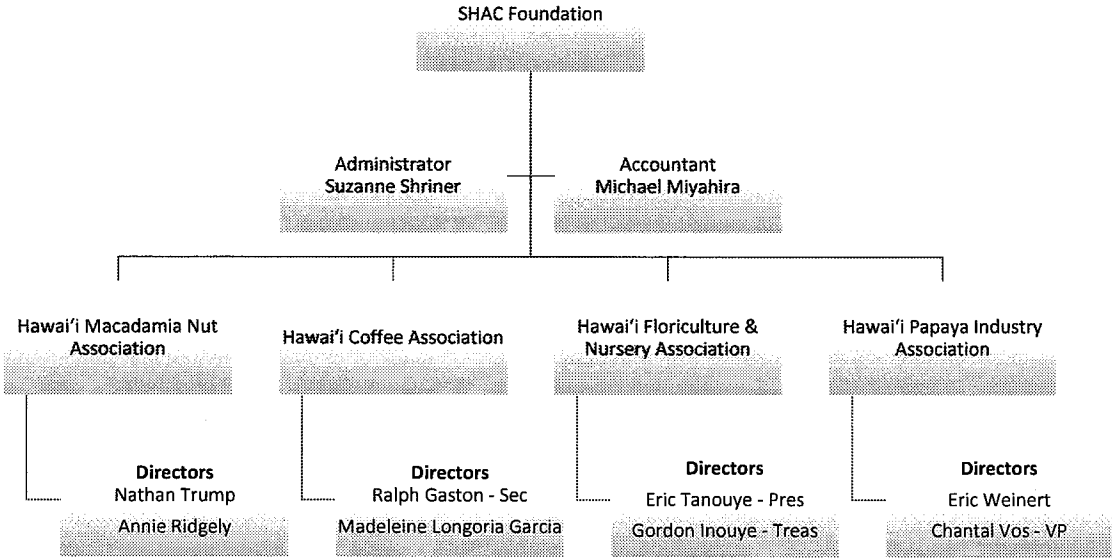 SHAC Foundation
Administrator
Suzanne Shriner
Accountant
Michael Miyahira
Hawai‘i Macadamia Nut
Association
Hawai‘i Coffee Association
Hawai‘i Floriculture &
Nursery Association
Hawai‘i Papaya Industry
Association
Directors
Nathan Trump
Annie Ridgely
Directors
Ralph Gaston - Sec
Madeleine Longoria Garcia
Directors
Eric Tanouye - Pres
Gordon Inouye - Treas
Directors
Eric Weinert
Chantal Vos - VP